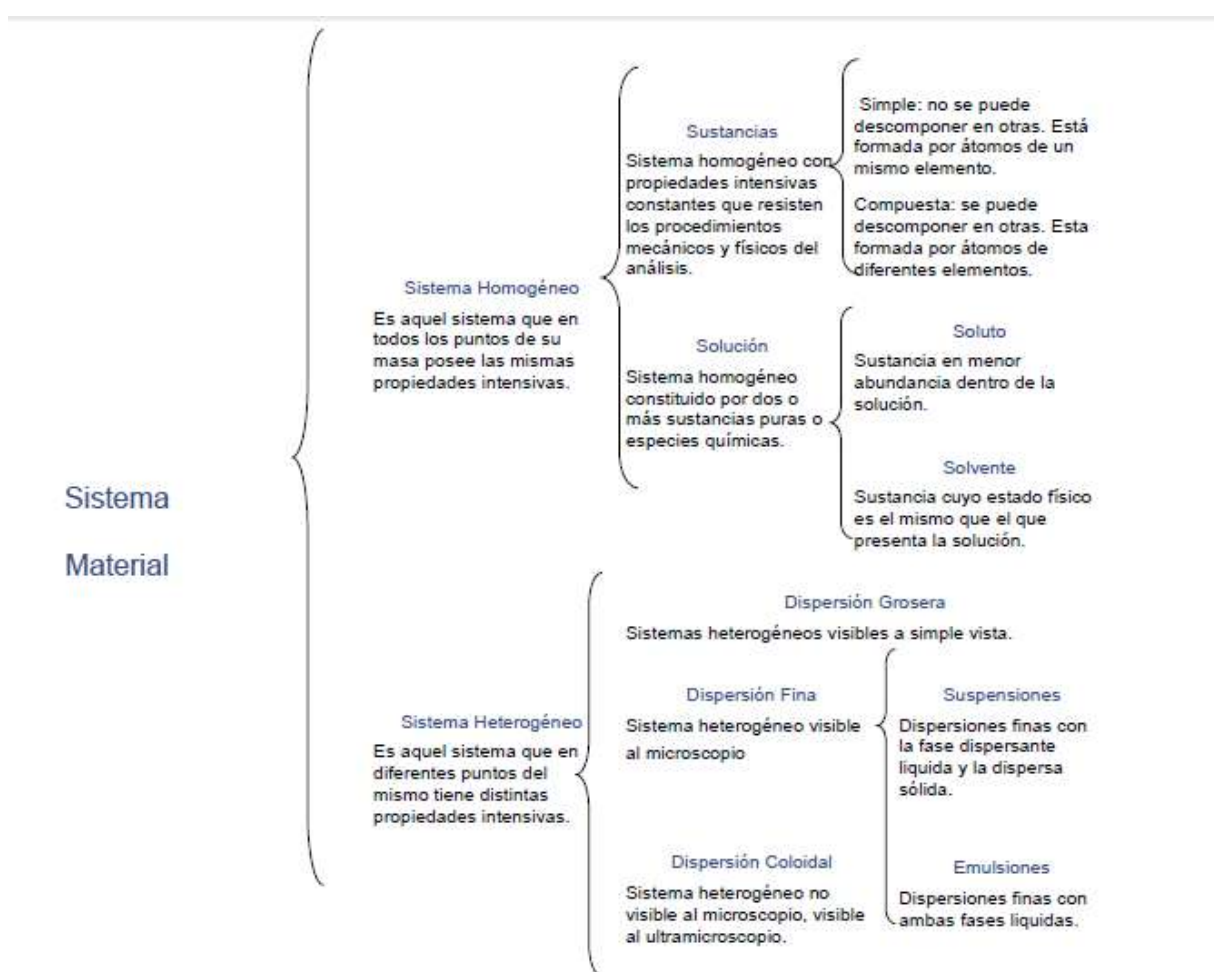 Sistema
Material
Sistema Homogéneo
Es aquel sistema que en
todos los puntos de su
masa posee las mismas
propiedades intensivas.
Sustancias
Sistema homogéneo con
propiedades intensivas
constantes que resisten
los procedimientos
mecánicos y físicos del
análisis.
Simple: no se puede
descomponer en otras. Está
formada por átomos de un
mismo elemento.
Compuesta: se puede
descomponer en otras. Esta
formada por átomos de
diferentes elementos.
Solución
Sistema homogéneo
constituido por dos o
más sustancias puras o
especies químicas.
Soluto
Sustancia en menor
abundancia dentro de la
solución.
Solvente
Sustancia cuyo estado físico
es el mismo que el que
presenta la solución.
Sistema Heterogéneo
Es aquel sistema que en
diferentes puntos del
mismo tiene distintas
propiedades intensivas.
Dispersión Grosera
Sistemas heterogéneos visibles a simple vista.
Dispersión Fina
Sistema heterogéneo visible
al microscopio
Suspensiones
Dispersiones finas con
la fase dispersante
liquida y la dispersa
sólida.
Emulsiones
Dispersiones finas con
ambas fases liquidas.
Dispersión Coloidal
Sistema heterogéneo no
visible al microscopio, visible
al ultramicroscopio.